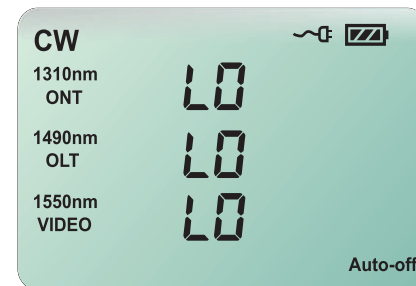 CW
1310nm LO
ONT
1490nm LO
OLT
1550nm LO
VIDEO
Auto-off